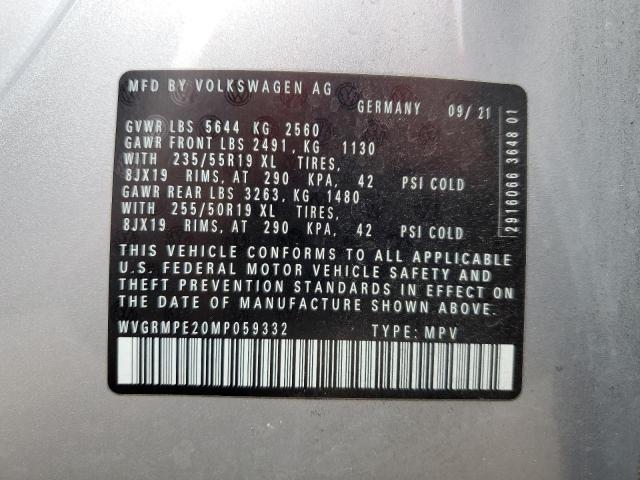 MFD BY VOLKSWAGEN AG
GERMANY 09/ 21
GVWR LBS 5644 KG 2560
GAWR FRONT LBS 2491, KG 1130
WITH 235/55R19 XL TIRES,
8JX19 RIMS, AT 290 KPA, 42 PSI COLD
GAWR REAR LBS 3263, KG 1480
WITH 255/50R19 XL TIRES,
8JX19 RIMS, AT 290 KPA, 42 PSI COLD
THIS VEHICLE CONFORMS TO ALL APPLICABLE
U.S. FEDERAL MOTOR VEHICLE SAFETY AND
THEFT PREVENTION STANDARDS IN EFFECT ON
THE DATE OF MANUFACTURE SHOWN ABOVE.
WVGRMPE20MP059332 TYPE: MPV
2916066 3648 01